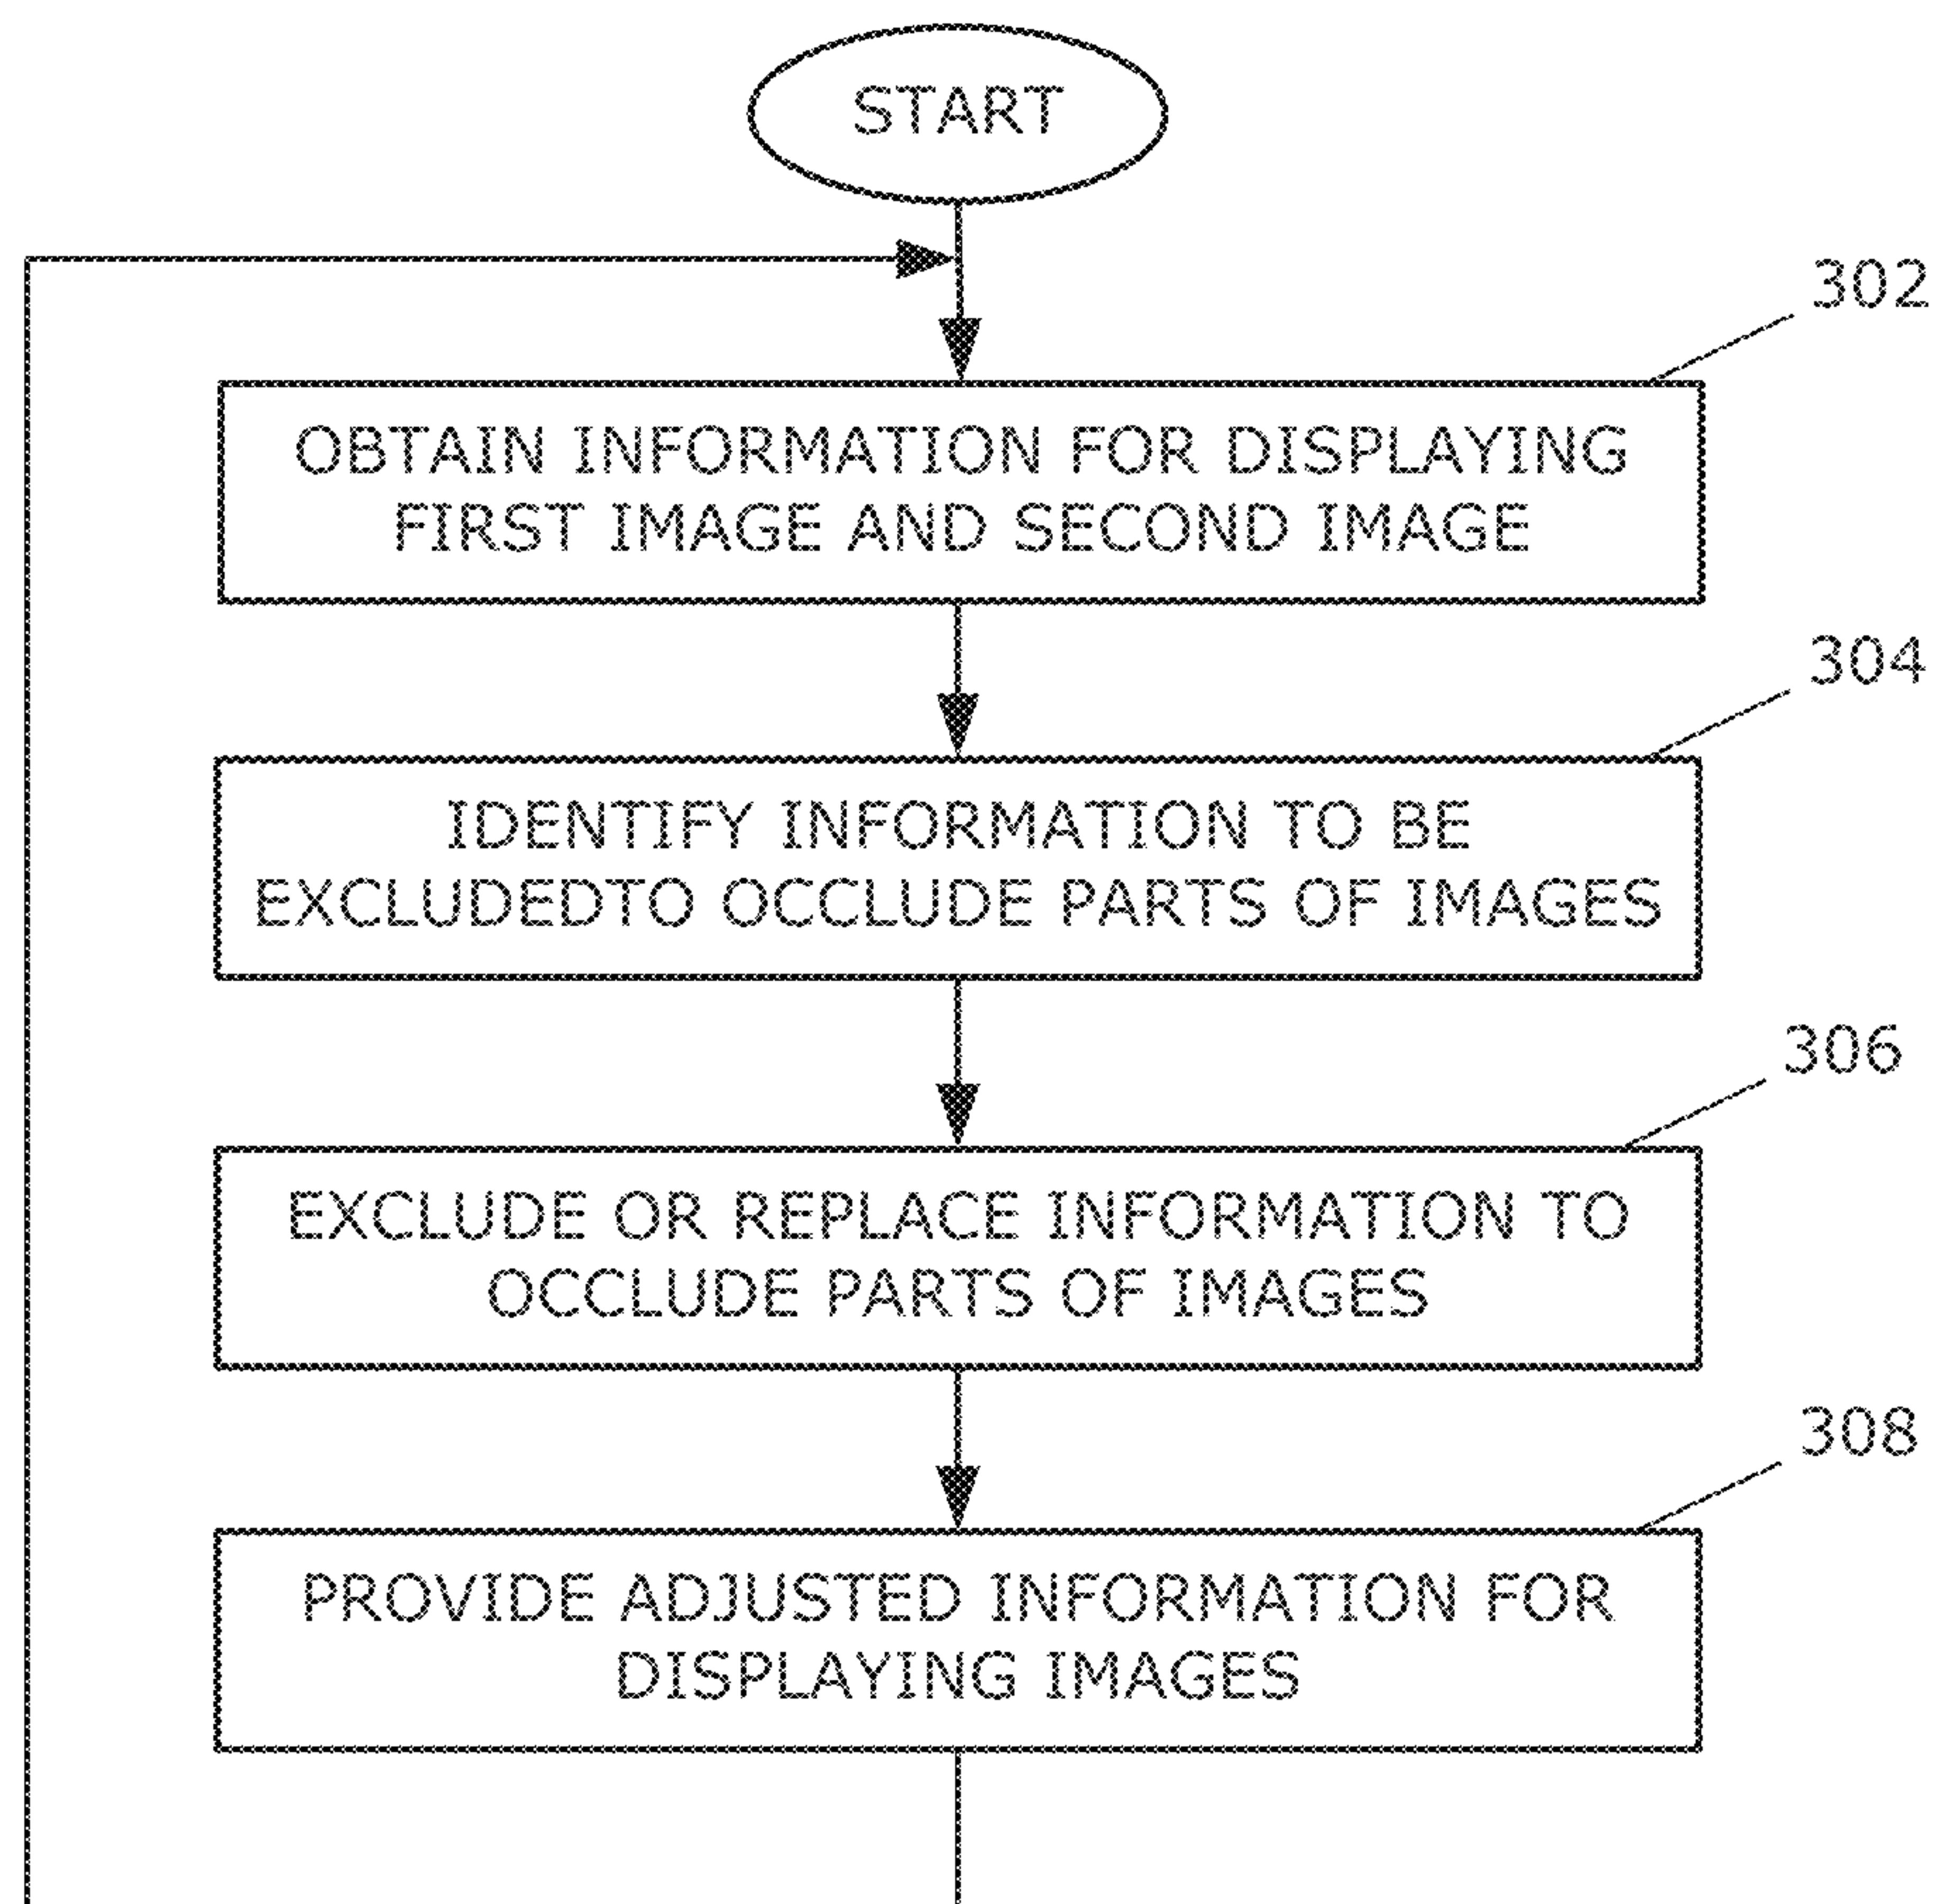 START
302
OBTAIN INFORMATION FOR DISPLAYING
FIRST IMAGE AND SECOND IMAGE
304
IDENTIFY INFORMATION TO BE
EXCLUDEDTO OCCLUDE PARTS OF IMAGES
306
EXCLUDE OR REPLACE INFORMATION TO
OCCLUDE PARTS OF IMAGES
308
PROVIDE ADJUSTED INFORMATION FOR
DISPLAYING IMAGES